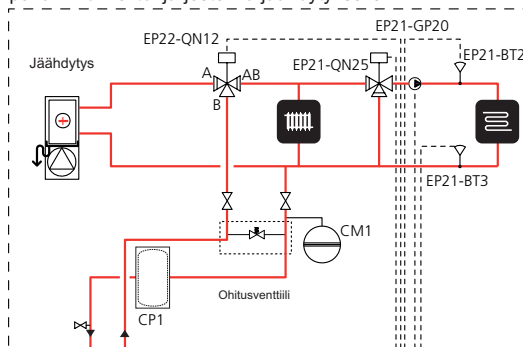 EP21-GP20
EP22-QN12
EP21-QN25
EP21-BT2
Jäähdytys
A
AB
B
EP21-BT3
CM1
Ohitusventtiili
CP1